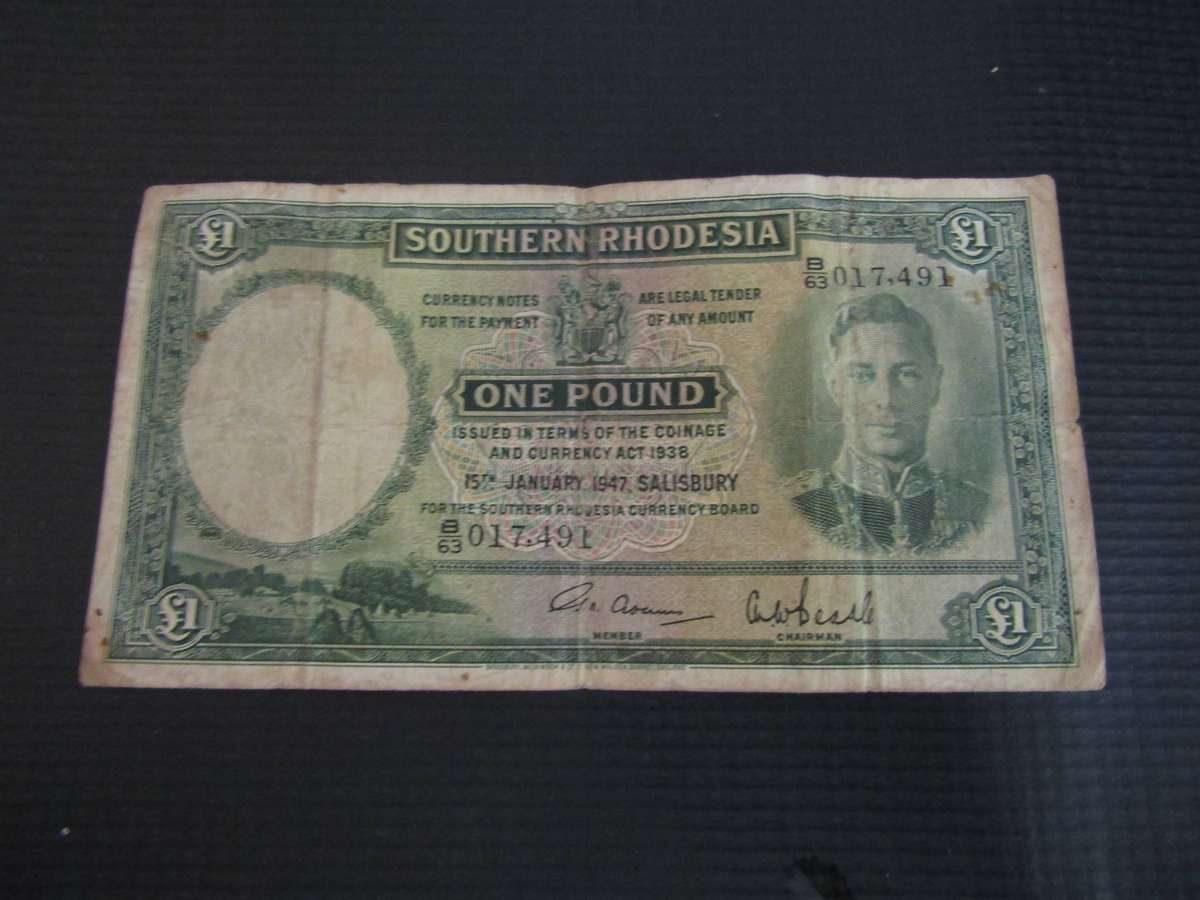 £1
SOUTHERN RHODESIA
£1
B/63 017,491
CURRENCY NOTES ARE LEGAL TENDER
FOR THE PAYMENT OF ANY AMOUNT
ONE POUND
ISSUED IN TERMS OF THE COINAGE
AND CURRENCY ACT 1938
15TH JANUARY 1947, SALISBURY
FOR THE SOUTHERN RHODESIA CURRENCY BOARD
B/63 017,491
£1
MEMBER
CHAIRMAN
£1